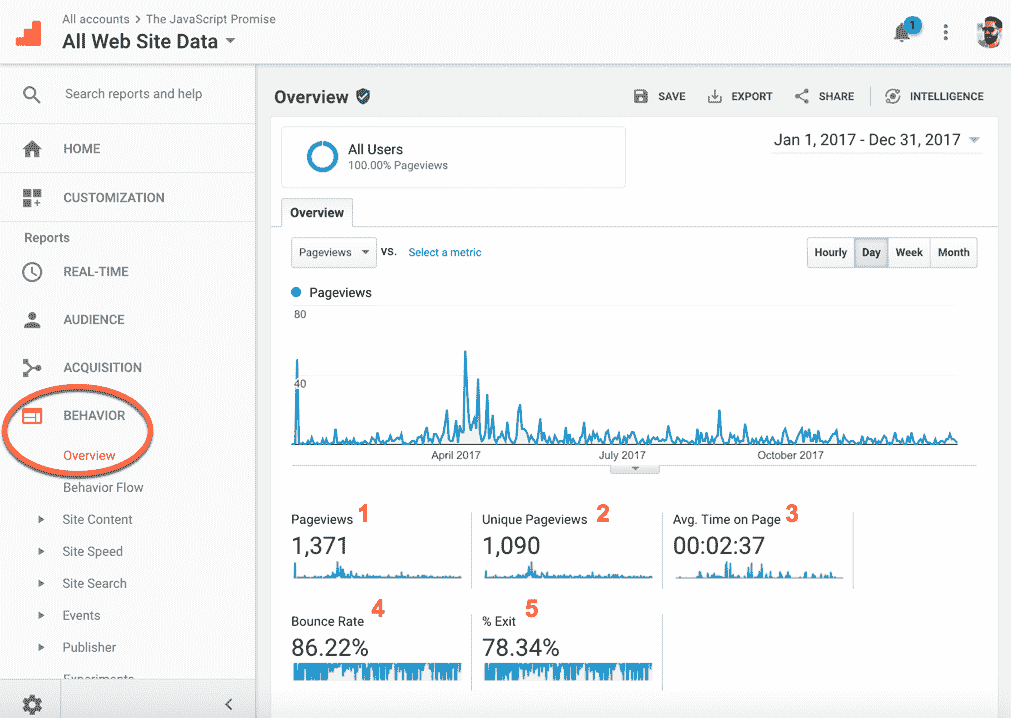 All accounts > The JavaScript Promise
All Web Site Data
1
Search reports and help
HOME
CUSTOMIZATION
Reports
REAL-TIME
AUDIENCE
ACQUISITION
BEHAVIOR
Overview
Behavior Flow
Site Content
Site Speed
Site Search
Events
Publisher
Experiments
Overview
SAVE
EXPORT
SHARE
INTELLIGENCE
All Users
100.00% Pageviews
Jan 1, 2017 - Dec 31, 2017
Overview
Pageviews VS. Select a metric
Hourly Day Week Month
Pageviews
80
40
April 2017 July 2017 October 2017
Pageviews 1
1,371
Unique Pageviews 2
1,090
Avg. Time on Page 3
00:02:37
Bounce Rate 4
86.22%
% Exit 5
78.34%